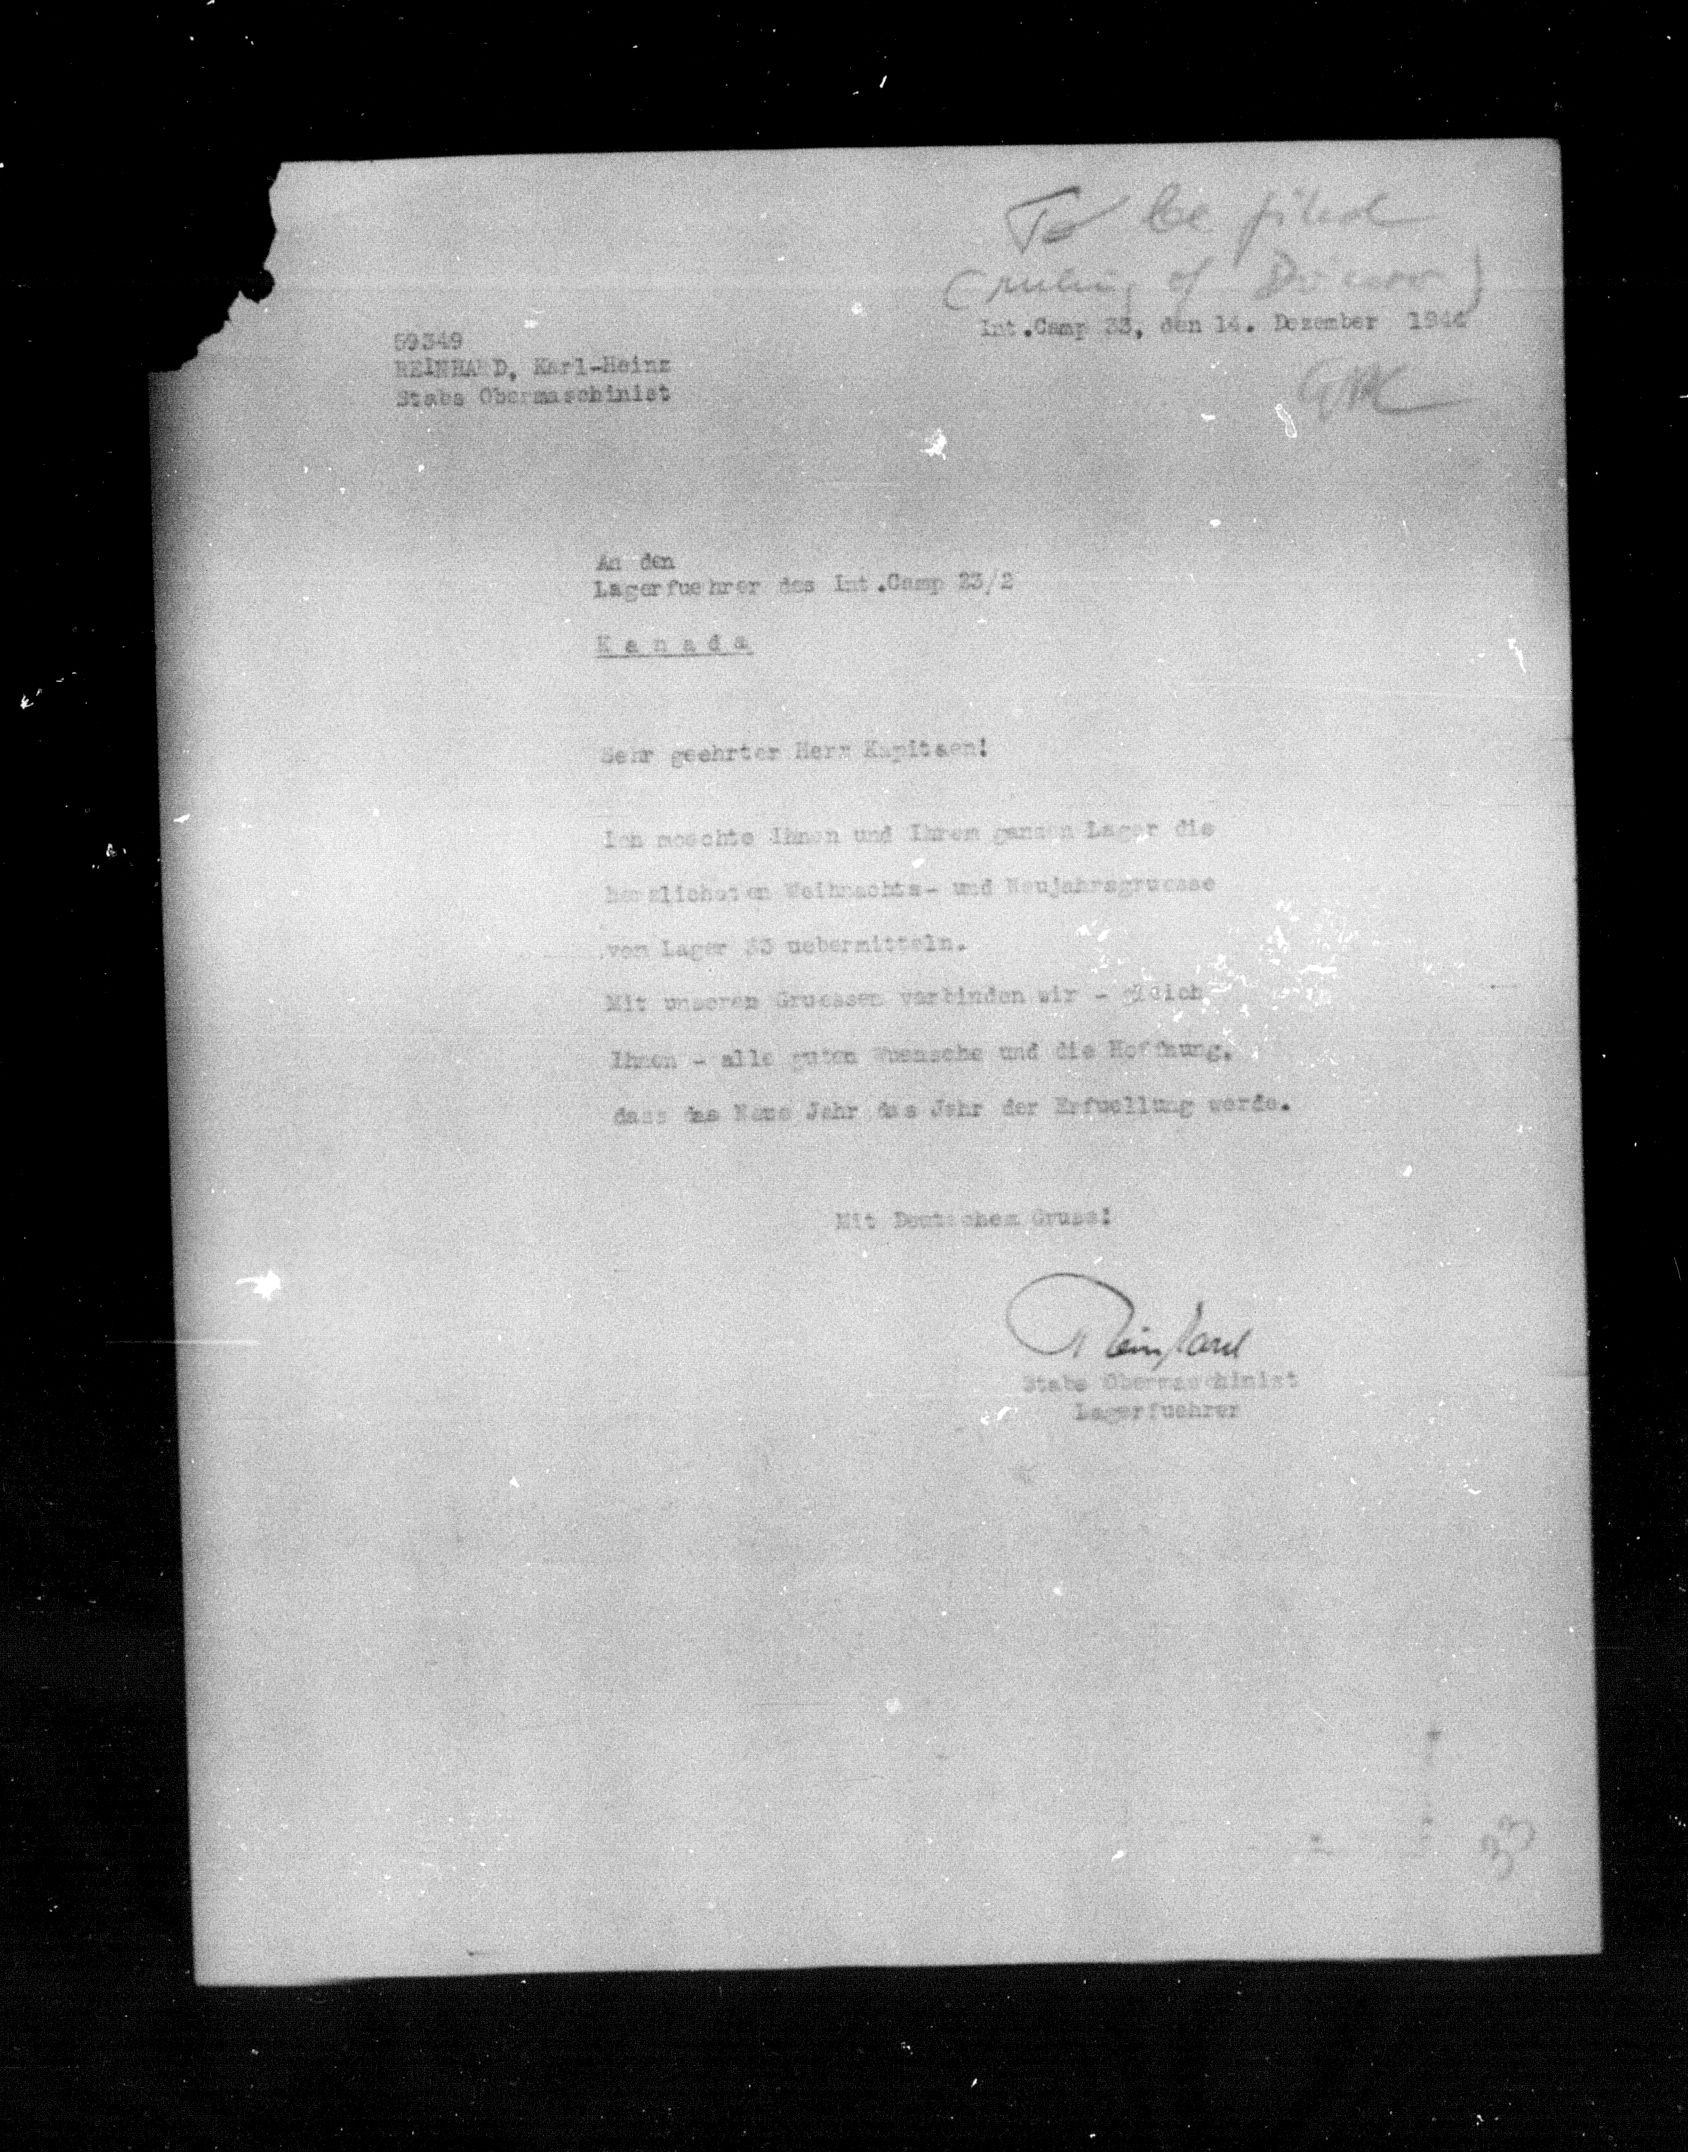 To be filed
(ruling of Director)
Int.Camp 33, den 14. Dezember 1944
59349
REINHARD, Karl-Heinz
Stabs Obermaschinist
An den
Lagerfuehrer des Int.Camp 23/2
K a n a d a
Sehr geehrter Herr Kapitaen!
Ich moechte Ihnen und Ihrem ganzen Lager die
herzlichsten Weihnachts- und Neujahrsgruesse
vom Lager 33 uebermitteln.
Mit unseren Gruessen verbinden wir - gleich
Ihnen - alle guten Wuensche und die Hoffnung,
dass das Neue Jahr das Jahr der Erfuellung werde.
Mit Deutschem Gruss!
Reinhard
Stabs Obermaschinist
Lagerfuehrer
33